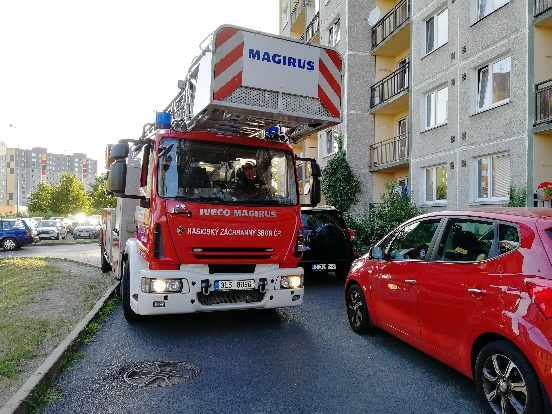 MAGIRUS
IVECO MAGIRUS
HASIČSKÝ ZÁCHRANNÝ SBOR ČR